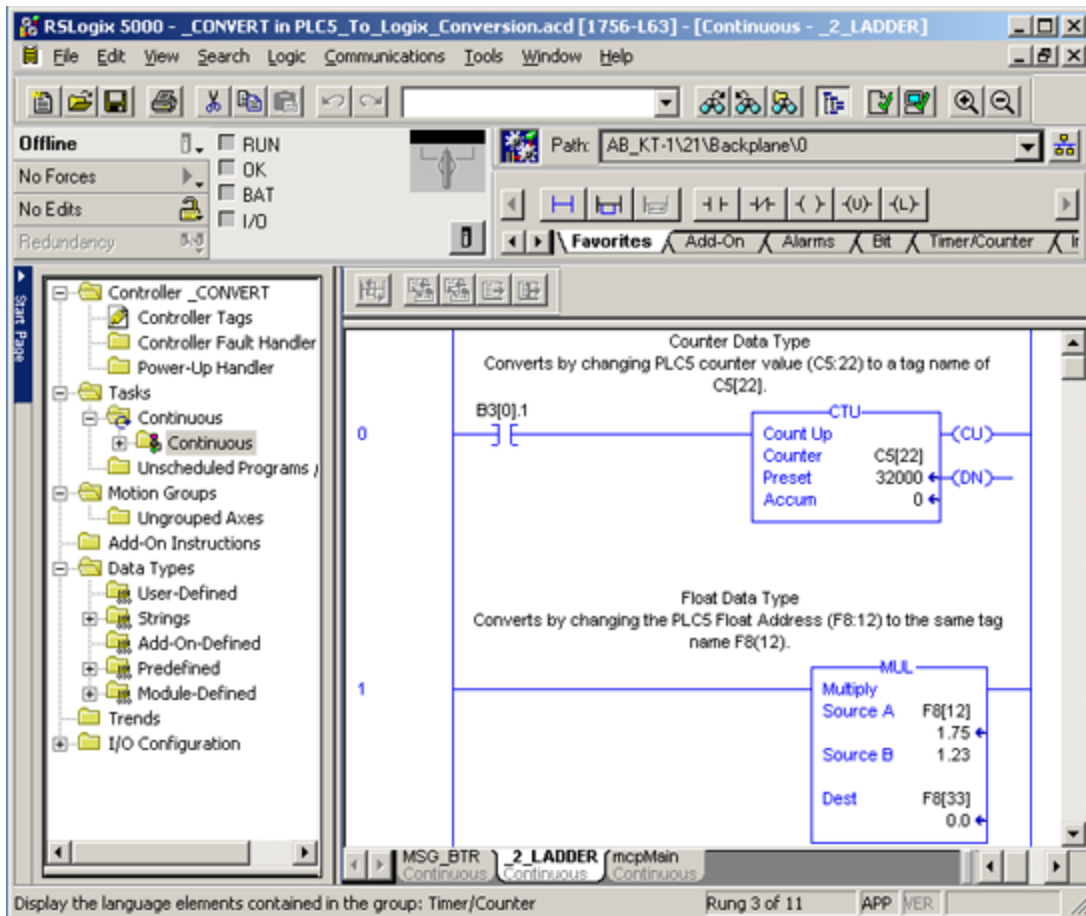 RSLogix 5000 - _CONVERT in PLC5_To_Logix_Conversion.acd [1756-L63] - [Continuous - _2_LADDER]
File Edit View Search Logic Communications Tools Window Help
Offline
RUN
No Forces
OK
No Edits
BAT
Redundancy
I/O
Path: AB_KT-1\21\Backplane\0
Favorites Add-On Alarms Bit Timer/Counter
Start Page
Controller _CONVERT
Controller Tags
Controller Fault Handler
Power-Up Handler
Tasks
Continuous
Continuous
Unscheduled Programs /
Motion Groups
Ungrouped Axes
Add-On Instructions
Data Types
User-Defined
Strings
Add-On-Defined
Predefined
Module-Defined
Trends
I/O Configuration
Counter Data Type
Converts by changing PLC5 counter value (C5:22) to a tag name of
C5[22].
B3[0].1
0
CTU
Count Up
(CU)
Counter C5[22]
Preset 32000
(DN)
Accum 0
Float Data Type
Converts by changing the PLC5 Float Address (F8:12) to the same tag
name F8(12).
1
MUL
Multiply
Source A F8[12]
1.75
Source B 1.23
Dest F8[33]
0.0
MSG_BTR _2_LADDER mcpMain
Continuous Continuous Continuous
Display the language elements contained in the group: Timer/Counter
Rung 3 of 11
APP
VER